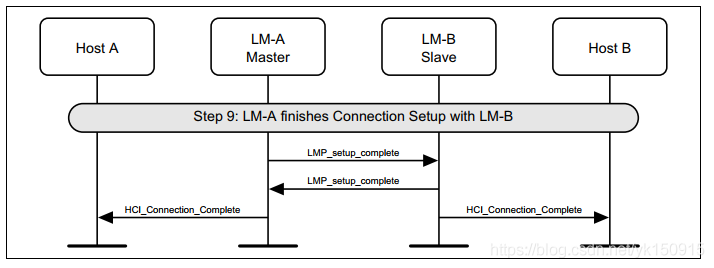 Host A
LM-A
Master
LM-B
Slave
Host B
Step 9: LM-A finishes Connection Setup with LM-B
LMP_setup_complete
LMP_setup_complete
HCI_Connection_Complete
HCI_Connection_Complete
https://blog.csdn.net/yk150915